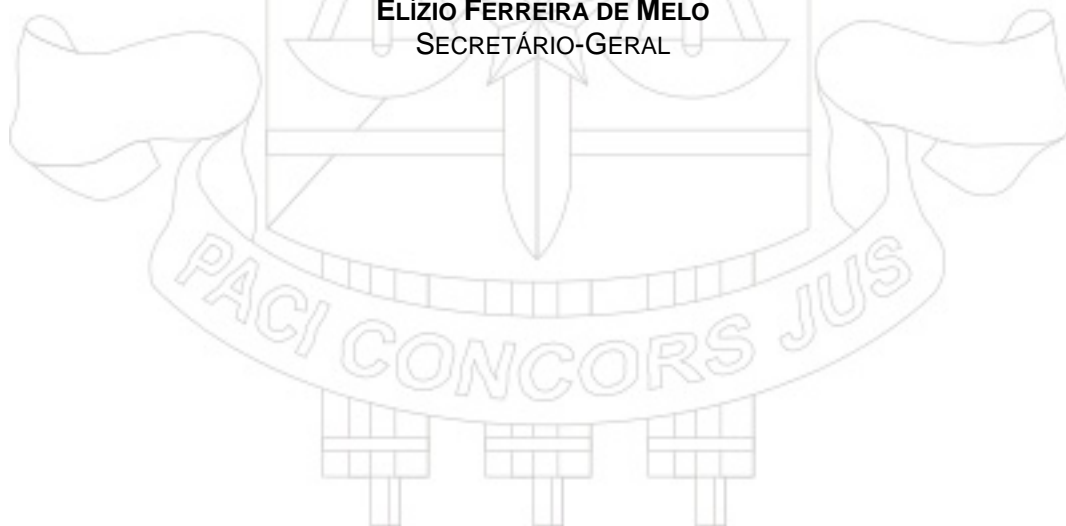 ELÍZIO FERREIRA DE MELO
SECRETÁRIO-GERAL
PACI CONCORS JUS